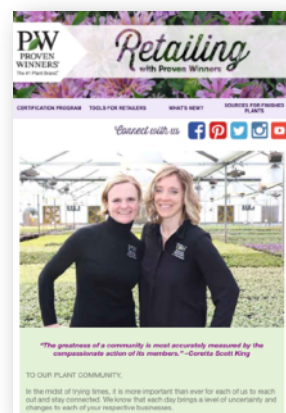 PW
PROVEN
WINNERS®
The #1 Plant Brand®
Retailing
with Proven Winners
CERTIFICATION PROGRAM TOOLS FOR RETAILERS WHAT'S NEW? SOURCES FOR FINISHED
PLANTS
Connect with us
"The greatness of a community is most accurately measured by the
compassionate action of its members." ~Coretta Scott King
TO OUR PLANT COMMUNITY,
In the midst of trying times, it is more important than ever for each of us to reach
out and stay connected. We know that each day brings a level of uncertainty and
changes to each of your respective businesses.